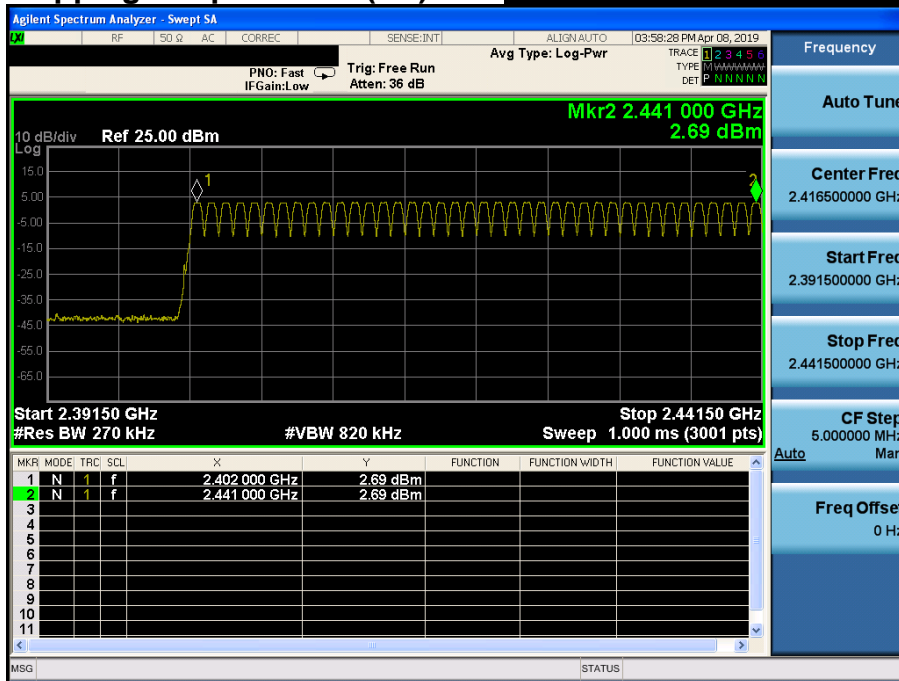 Agilent Spectrum Analyzer - Swept SA
LXI RF 50 Ω AC CORREC SENSE:INT ALIGNAUTO 03:58:28 PM Apr 08, 2019
Frequency
Avg Type: Log-Pwr
TRACE 1 2 3 4 5 6
TYPE M WWWWW
DET P N N N N N
PNO: Fast
IFGain:Low
Trig: Free Run
Atten: 36 dB
Auto Tune
Mkr2 2.441 000 GHz
2.69 dBm
10 dB/div Ref 25.00 dBm
Log
15.0
5.00
-5.00
-15.0
-25.0
-35.0
-45.0
-55.0
-65.0
1
2
Center Freq
2.416500000 GHz
Start Freq
2.391500000 GHz
Stop Freq
2.441500000 GHz
Start 2.39150 GHz Stop 2.44150 GHz
#Res BW 270 kHz #VBW 820 kHz Sweep 1.000 ms (3001 pts)
CF Step
5.000000 MHz
Auto Man
MKR MODE TRC SCL X Y FUNCTION FUNCTION WIDTH FUNCTION VALUE
1 N 1 f 2.402 000 GHz 2.69 dBm
2 N 1 f 2.441 000 GHz 2.69 dBm
3
4
5
6
7
8
9
10
11
Freq Offset
0 Hz
MSG STATUS